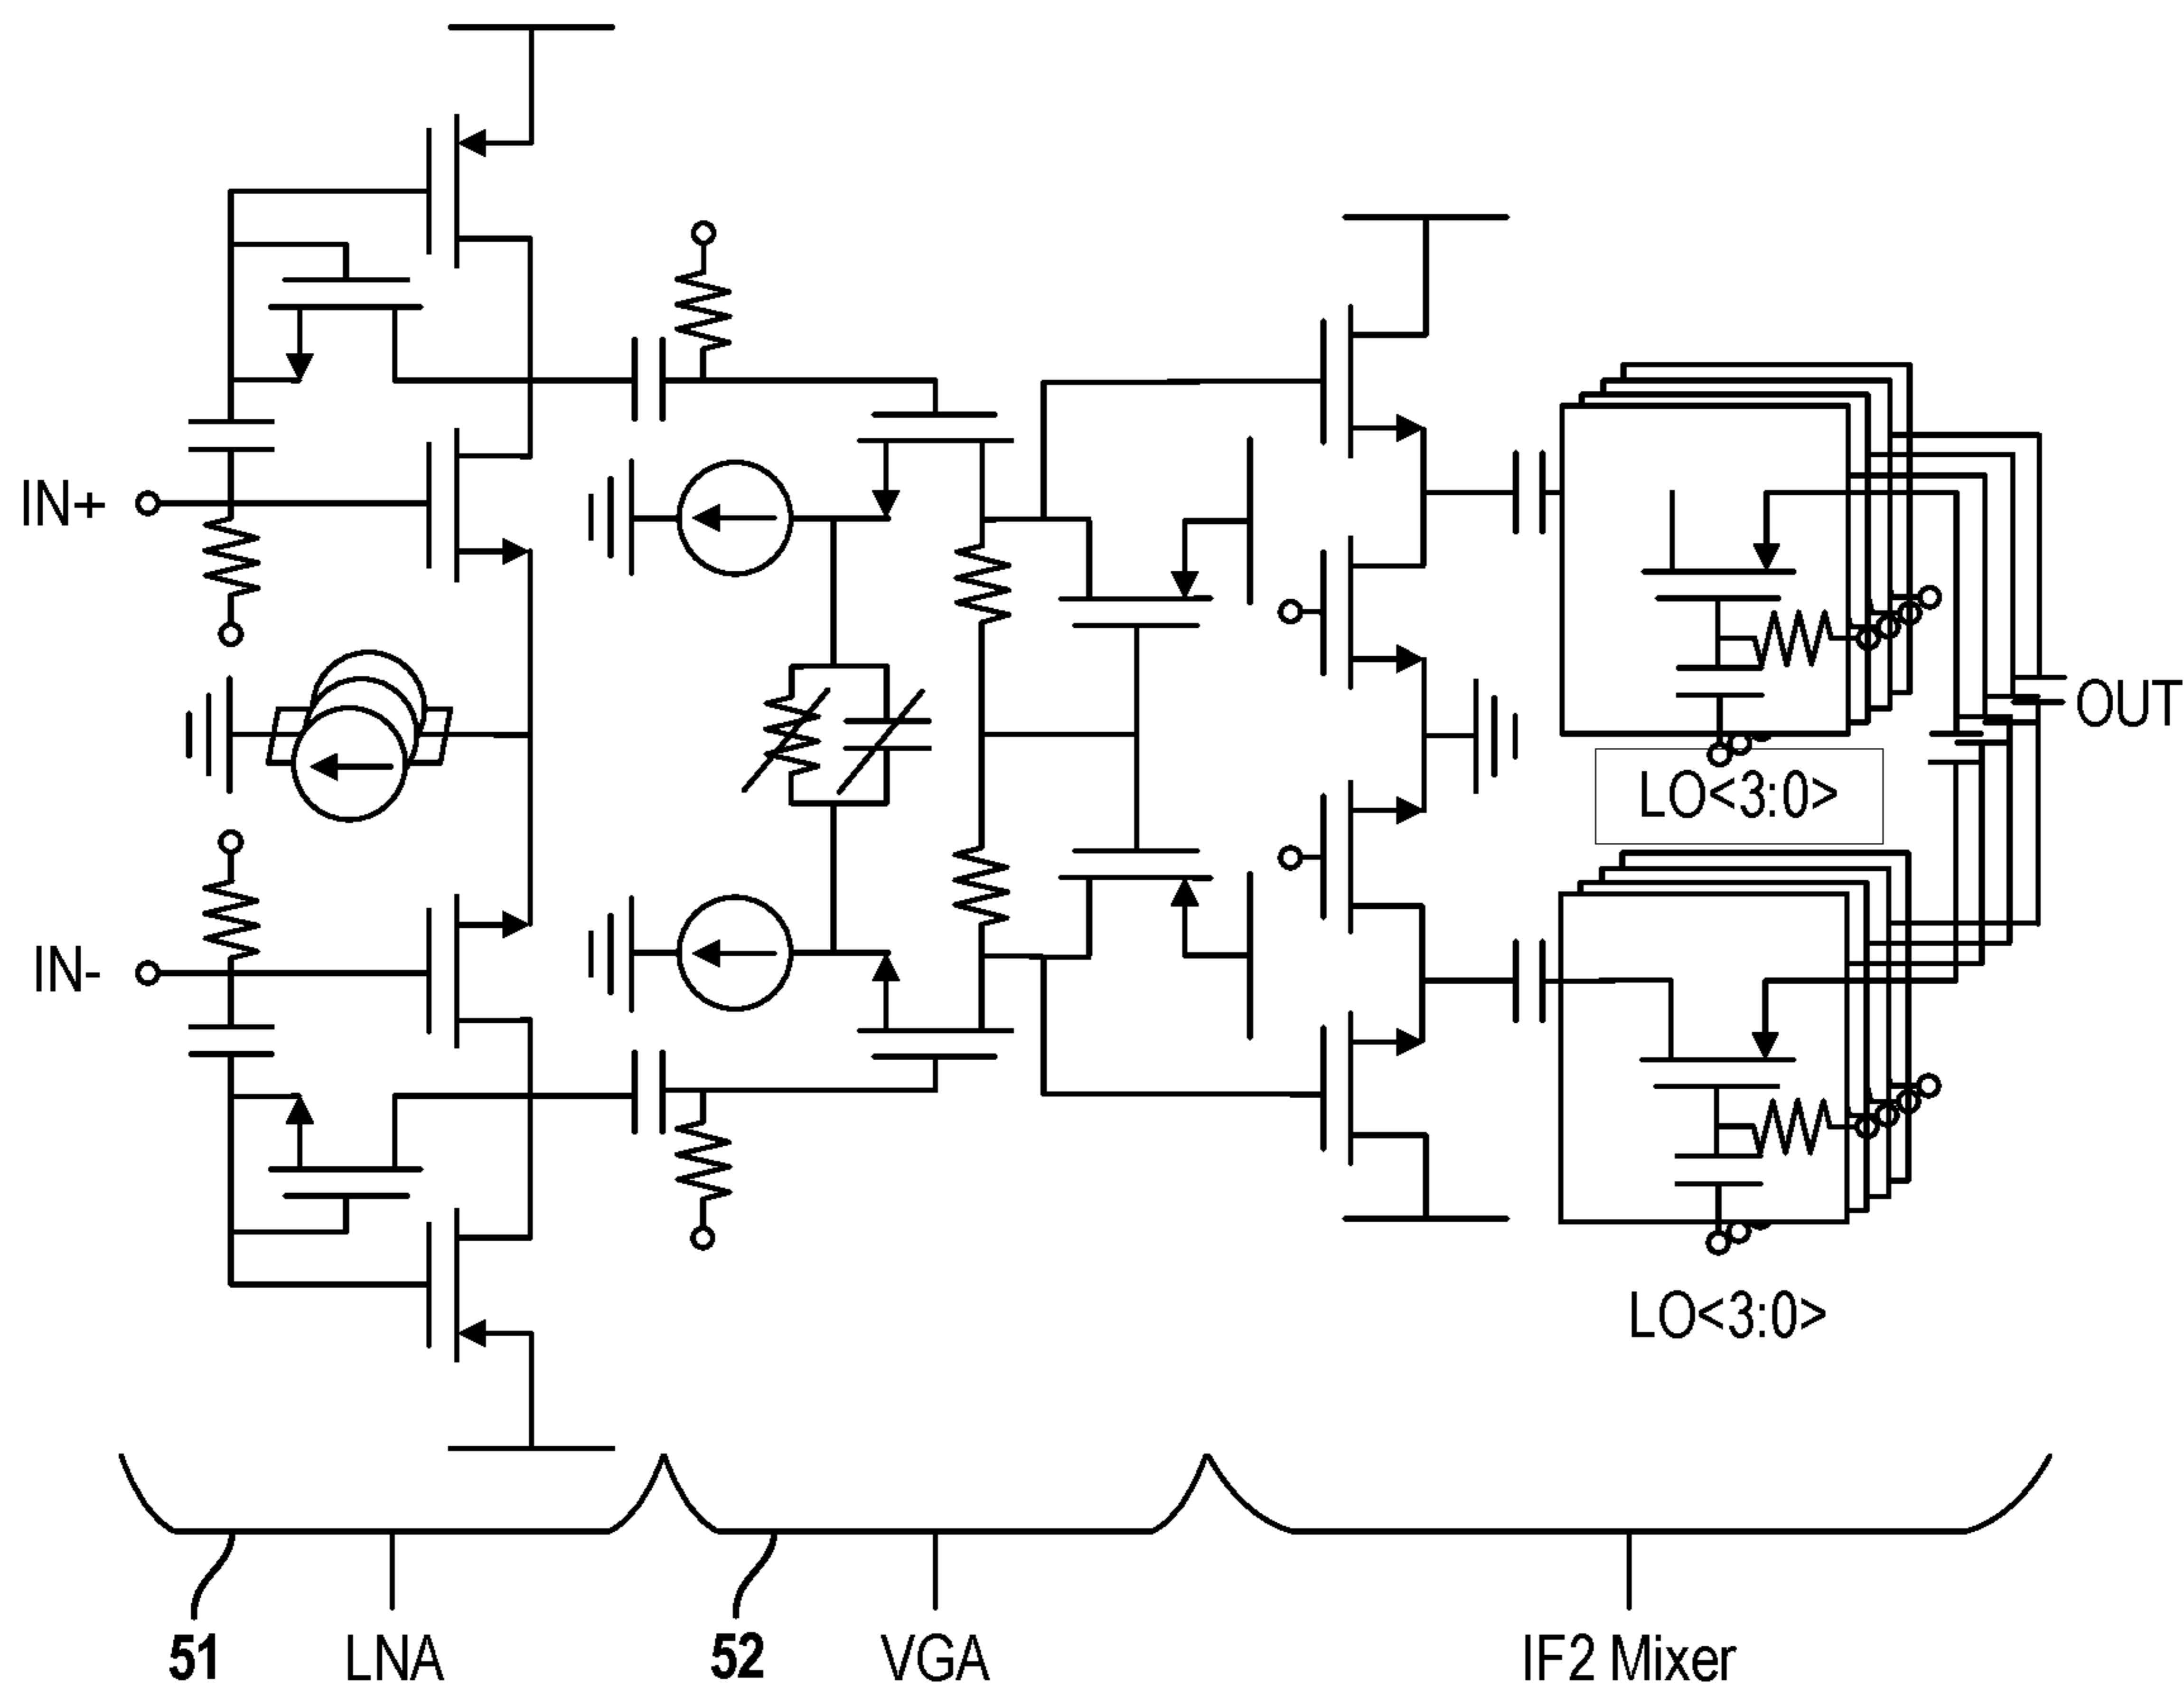 IN+
OUT
LO<3:0>
IN-
LO<3:0>
51 LNA 52 VGA IF2 Mixer